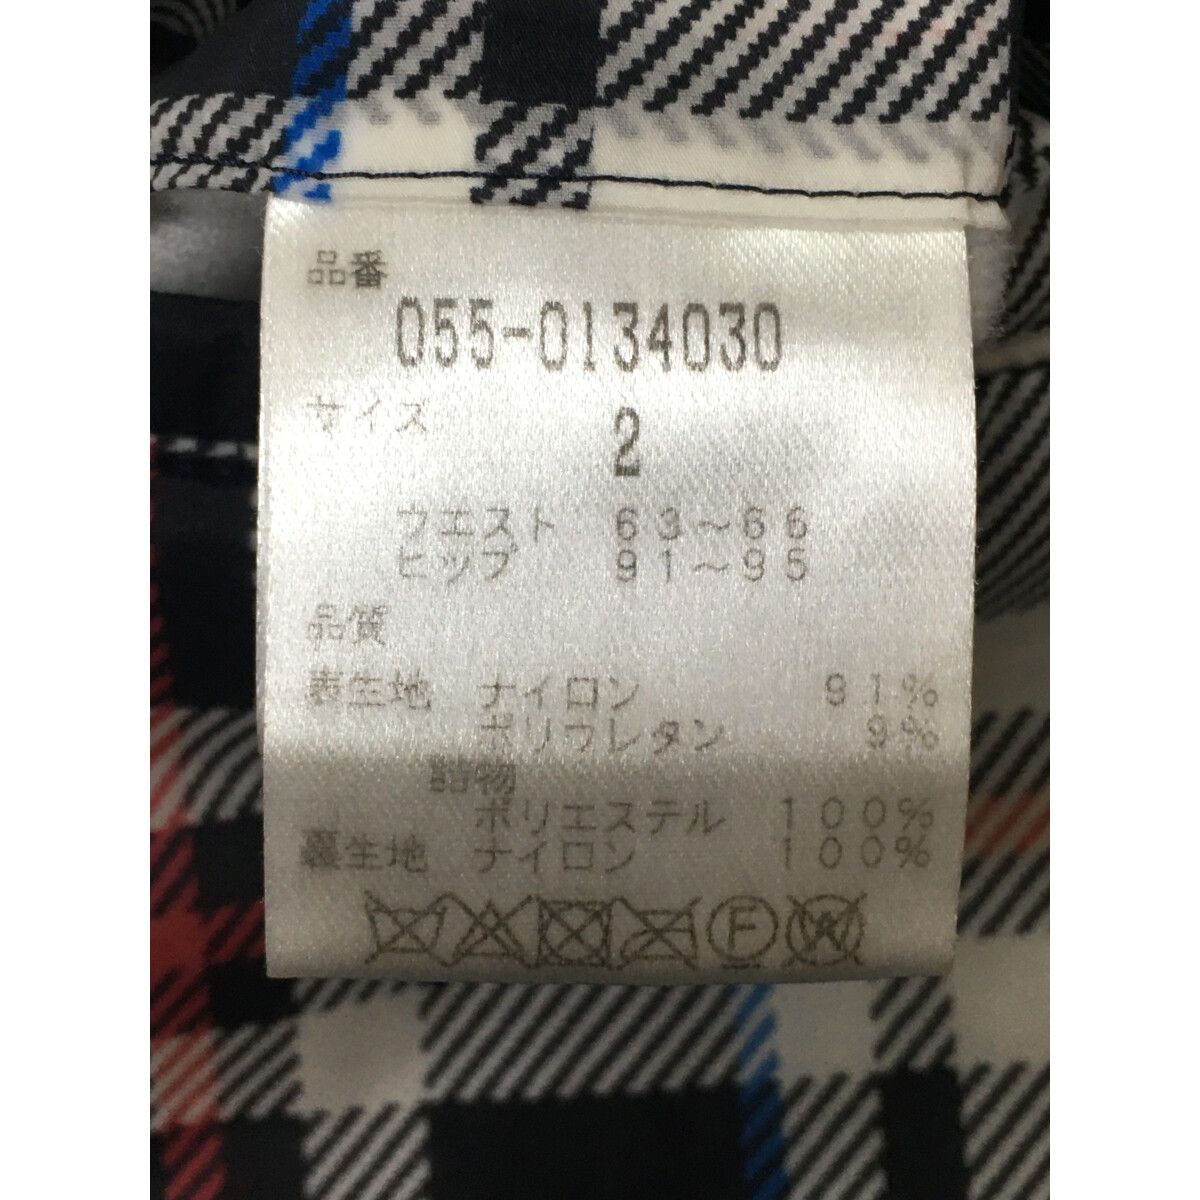 品番
055-0134030
サイズ 2
ウエスト 63～66
ヒップ 91～95
品質
表生地 ナイロン 91%
ポリウレタン 9%
詰物
ポリエステル 100%
裏生地 ナイロン 100%
F W